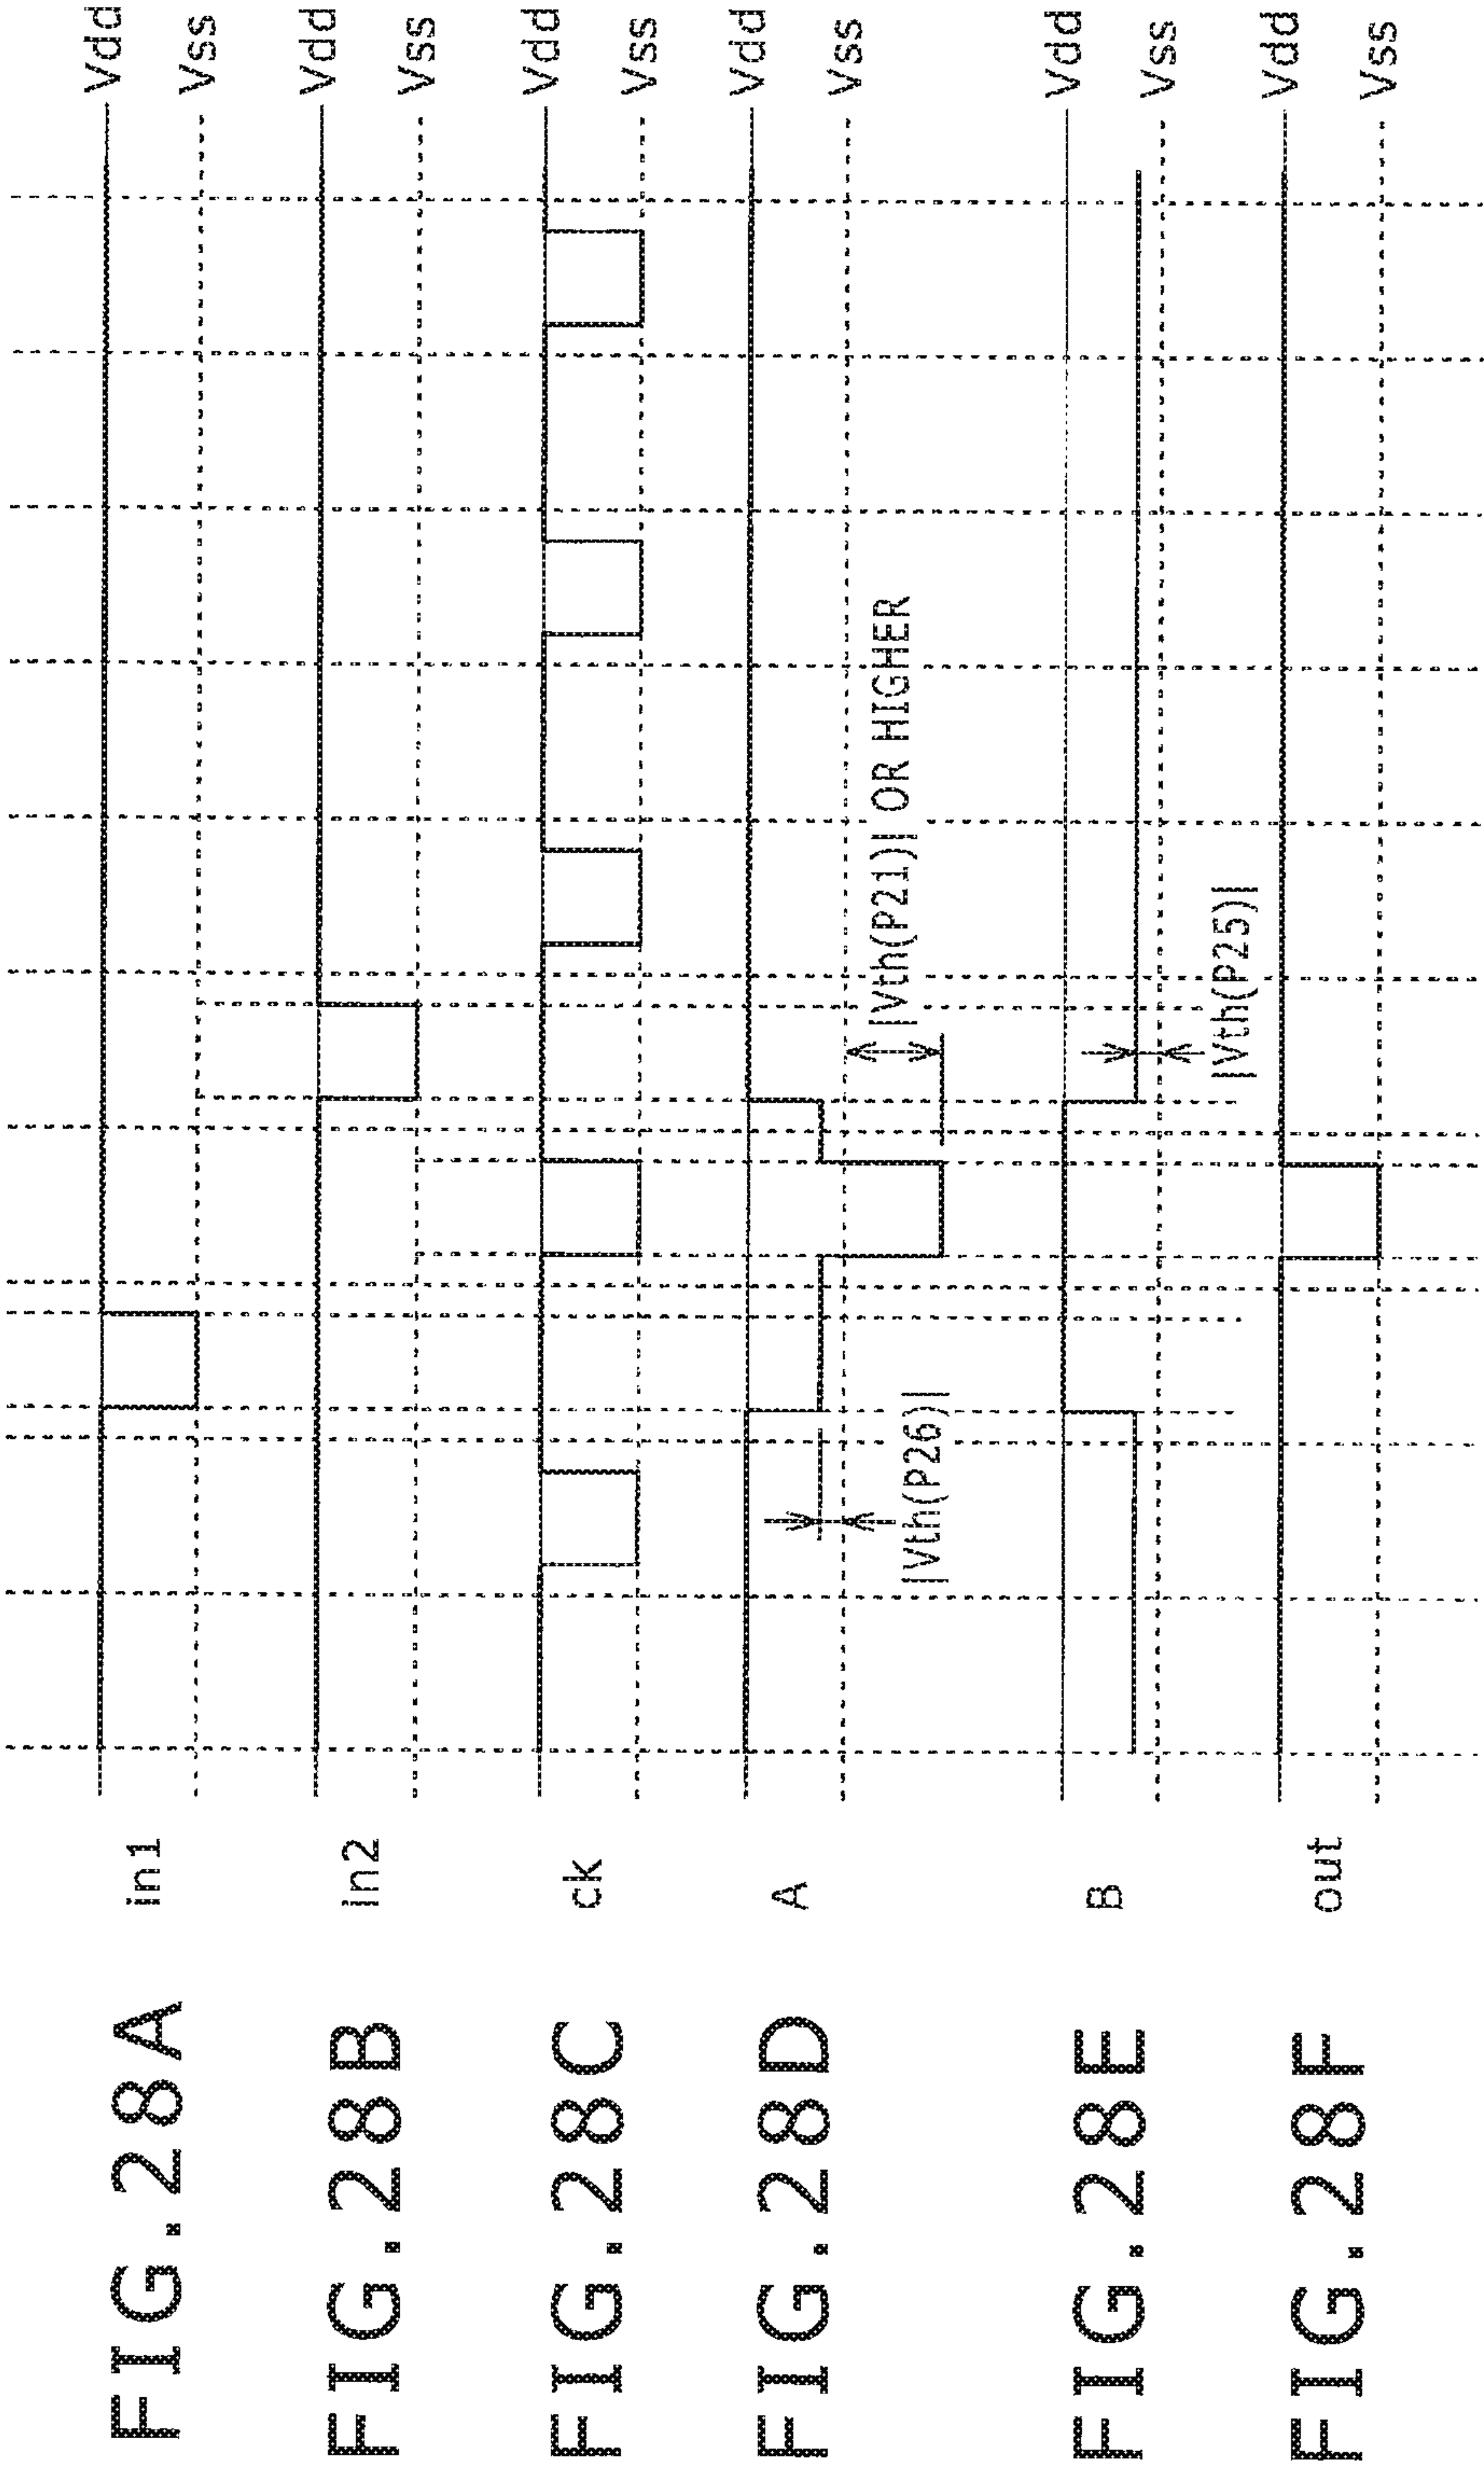 FIG.28A in1 Vdd
Vss
FIG.28B in2 Vdd
Vss
FIG.28C ck Vdd
Vss
FIG.28D A Vdd
Vss
|Vth(P26)| |Vth(P21)| OR HIGHER
FIG.28E B Vdd
Vss
|Vth(P25)|
FIG.28F out Vdd
Vss